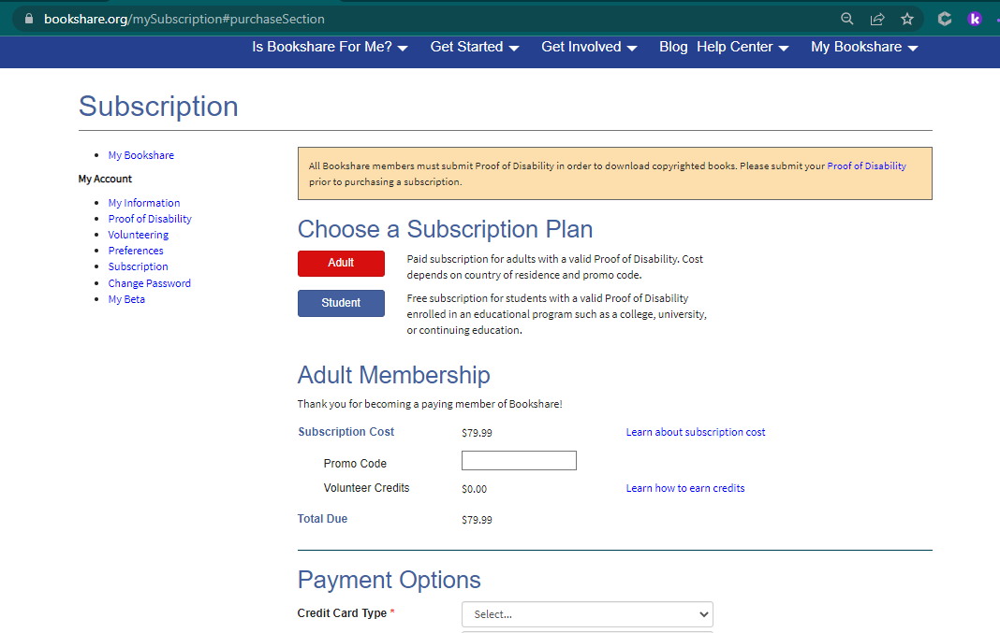 bookshare.org/mySubscription#purchaseSection
k
Is Bookshare For Me? Get Started Get Involved Blog Help Center My Bookshare
Subscription
My Bookshare
My Account
My Information
Proof of Disability
Volunteering
Preferences
Subscription
Change Password
My Beta
All Bookshare members must submit Proof of Disability in order to download copyrighted books. Please submit your Proof of Disability
prior to purchasing a subscription.
Choose a Subscription Plan
Adult
Paid subscription for adults with a valid Proof of Disability. Cost
depends on country of residence and promo code.
Student
Free subscription for students with a valid Proof of Disability
enrolled in an educational program such as a college, university,
or continuing education.
Adult Membership
Thank you for becoming a paying member of Bookshare!
Subscription Cost $79.99 Learn about subscription cost
Promo Code
Volunteer Credits $0.00 Learn how to earn credits
Total Due $79.99
Payment Options
Credit Card Type * Select...